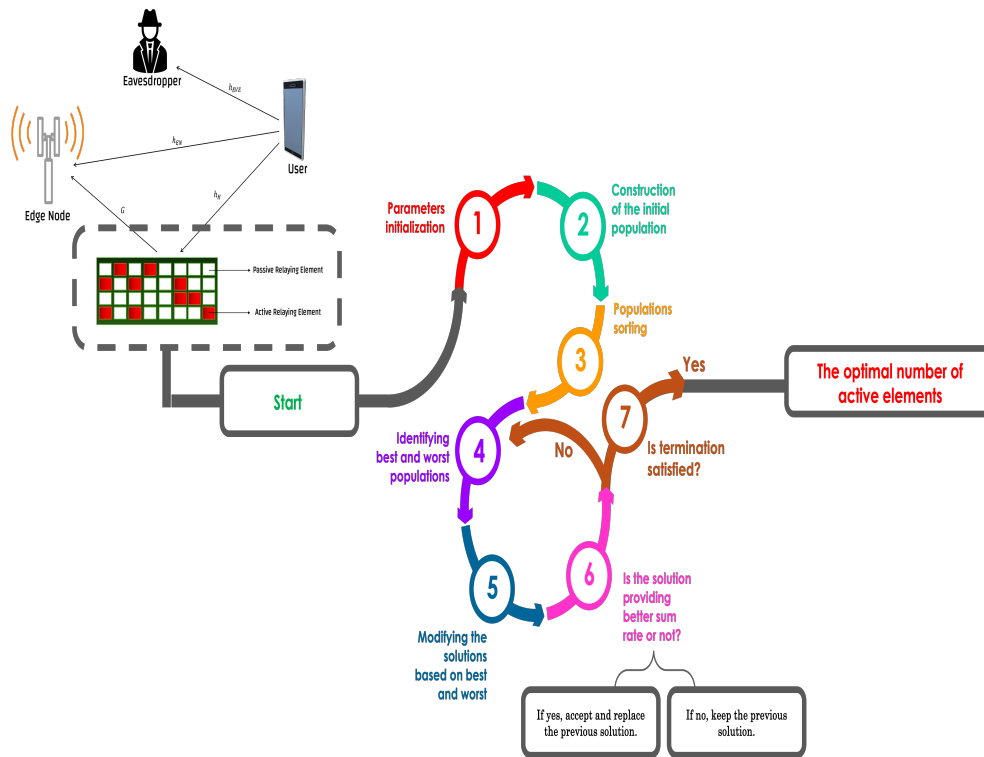 Eavesdropper
h_EVE
h_EN
User
h_H
G
Edge Node
Passive Relaying Element
Active Relaying Element
Start
Parameters
initialization
1
2
Construction
of the initial
population
Populations
sorting
3
Identifying
best and worst
populations
4
5
Modifying the
solutions
based on best
and worst
6
Is the solution
providing
better sum
rate or not?
If yes, accept and replace
the previous solution.
If no, keep the previous
solution.
7
Is termination
satisfied?
No
Yes
The optimal number of
active elements